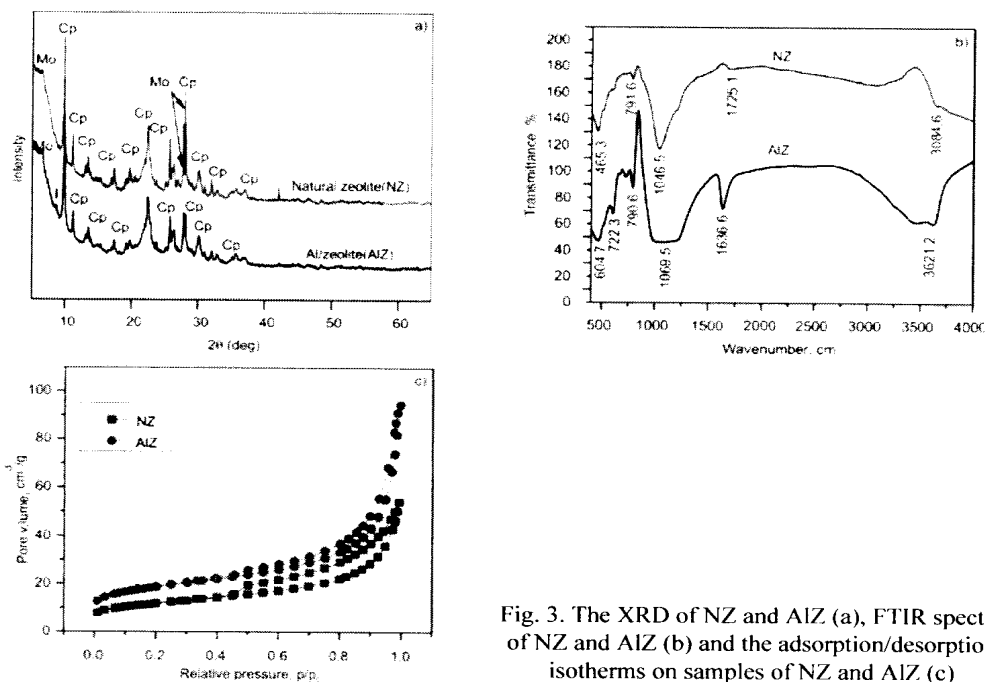 a)
Cp
Mo
Mo
Cp
Cp
Cp
Cp
Cp
Cp
Cp
Cp
Cp
Cp
Natural zeolite(NZ)
Cp
Cp
Cp
Cp
Cp
Cp
Cp
Al/zeolite(AlZ)
Intensity
10 20 30 40 50 60
2θ (deg)
b)
200
180
160
140
120
100
80
60
40
20
0
Transmittance %
NZ
465.3
791.6
1046.5
1725.1
3084.6
AlZ
604.7
722.3
790.6
1069.5
1636.6
3621.2
500 1000 1500 2000 2500 3000 3500 4000
Wavenumber, cm
c)
100
80
60
40
20
0
Pore volume, cm³/g
NZ
AlZ
0.0 0.2 0.4 0.6 0.8 1.0
Relative pressure, p/p
Fig. 3. The XRD of NZ and AlZ (a), FTIR spect
of NZ and AlZ (b) and the adsorption/desorptio
isotherms on samples of NZ and AlZ (c)